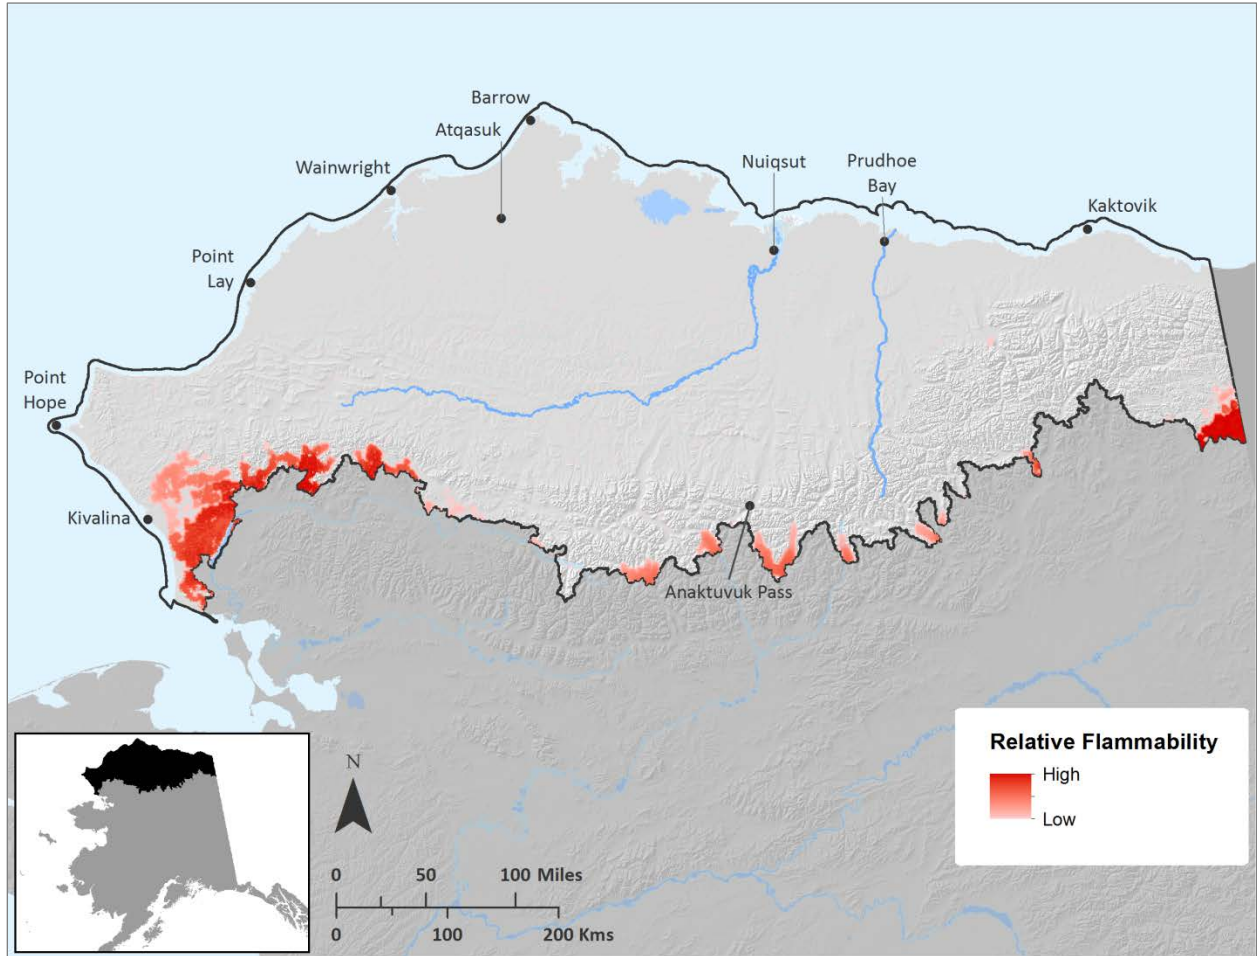 Barrow
Atqasuk
Wainwright
Nuiqsut
Prudhoe
Bay
Kaktovik
Point
Lay
Point
Hope
Kivalina
Anaktuvuk Pass
Relative Flammability
High
Low
N
0 50 100 Miles
0 100 200 Kms